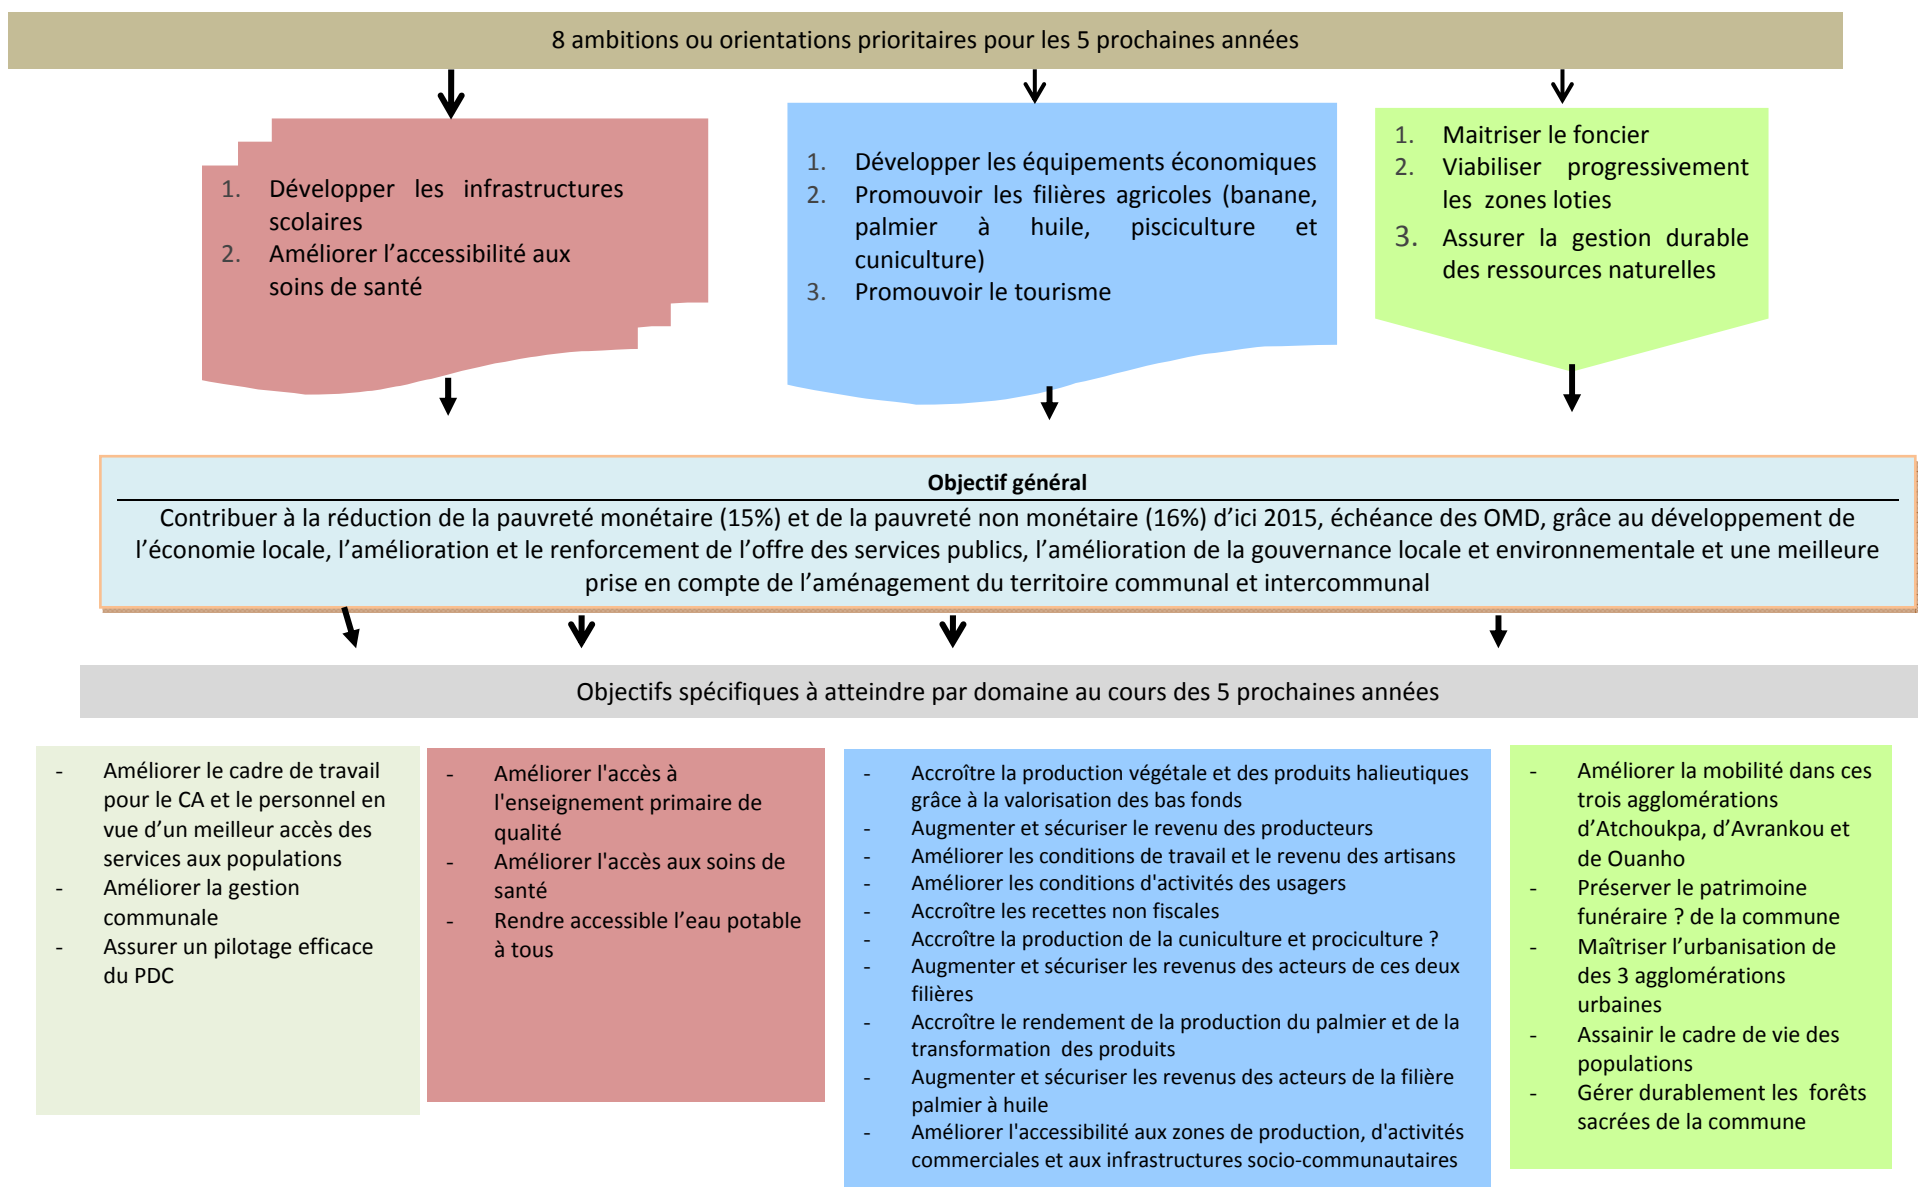 8 ambitions ou orientations prioritaires pour les 5 prochaines années
1. Développer les infrastructures
scolaires
2. Améliorer l’accessibilité aux
soins de santé
1. Développer les équipements économiques
2. Promouvoir les filières agricoles (banane,
palmier à huile, pisciculture et
cuniculture)
3. Promouvoir le tourisme
1. Maitriser le foncier
2. Viabiliser progressivement
les zones loties
3. Assurer la gestion durable
des ressources naturelles
Objectif général
Contribuer à la réduction de la pauvreté monétaire (15%) et de la pauvreté non monétaire (16%) d’ici 2015, échéance des OMD, grâce au développement de
l’économie locale, l’amélioration et le renforcement de l’offre des services publics, l’amélioration de la gouvernance locale et environnementale et une meilleure
prise en compte de l’aménagement du territoire communal et intercommunal
Objectifs spécifiques à atteindre par domaine au cours des 5 prochaines années
- Améliorer le cadre de travail
pour le CA et le personnel en
vue d’un meilleur accès des
services aux populations
- Améliorer la gestion
communale
- Assurer un pilotage efficace
du PDC
- Améliorer l'accès à
l'enseignement primaire de
qualité
- Améliorer l'accès aux soins de
santé
- Rendre accessible l’eau potable
à tous
- Accroître la production végétale et des produits halieutiques
grâce à la valorisation des bas fonds
- Augmenter et sécuriser le revenu des producteurs
- Améliorer les conditions de travail et le revenu des artisans
- Améliorer les conditions d'activités des usagers
- Accroître les recettes non fiscales
- Accroître la production de la cuniculture et prociculture ?
- Augmenter et sécuriser les revenus des acteurs de ces deux
filières
- Accroître le rendement de la production du palmier et de la
transformation des produits
- Augmenter et sécuriser les revenus des acteurs de la filière
palmier à huile
- Améliorer l'accessibilité aux zones de production, d'activités
commerciales et aux infrastructures socio-communautaires
- Améliorer la mobilité dans ces
trois agglomérations
d’Atchoukpa, d’Avrankou et
de Ouanho
- Préserver le patrimoine
funéraire ? de la commune
- Maîtriser l’urbanisation de
des 3 agglomérations
urbaines
- Assainir le cadre de vie des
populations
- Gérer durablement les forêts
sacrées de la commune